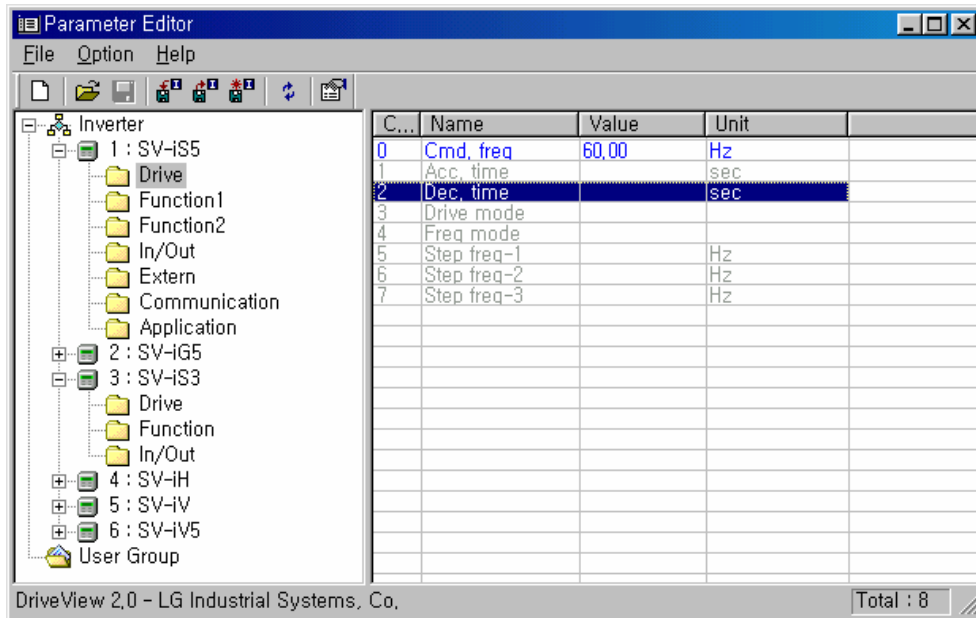 Parameter Editor
File Option Help
Inverter
1 : SV-iS5
Drive
Function1
Function2
In/Out
Extern
Communication
Application
2 : SV-iG5
3 : SV-iS3
Drive
Function
In/Out
4 : SV-iH
5 : SV-iV
6 : SV-iV5
User Group
C... Name Value Unit
0 Cmd, freq 60,00 Hz
1 Acc, time sec
2 Dec, time sec
3 Drive mode
4 Freq mode
5 Step freq-1 Hz
6 Step freq-2 Hz
7 Step freq-3 Hz
DriveView 2,0 - LG Industrial Systems, Co, Total : 8